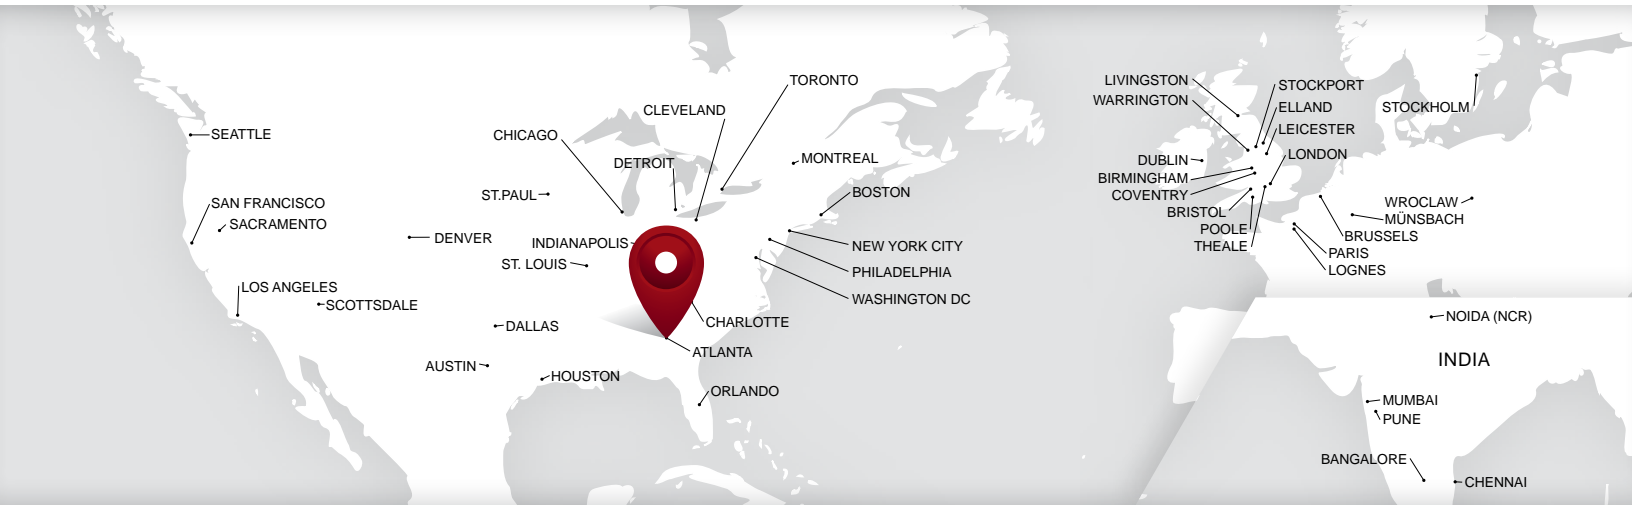 TORONTO
CLEVELAND
CHICAGO
SEATTLE
DETROIT
MONTREAL
ST.PAUL
BOSTON
SAN FRANCISCO
SACRAMENTO
DENVER
INDIANAPOLIS
NEW YORK CITY
ST. LOUIS
PHILADELPHIA
LOS ANGELES
SCOTTSDALE
WASHINGTON DC
CHARLOTTE
DALLAS
ATLANTA
AUSTIN
HOUSTON
ORLANDO
LIVINGSTON
STOCKPORT
WARRINGTON
ELLAND
STOCKHOLM
LEICESTER
LONDON
DUBLIN
BIRMINGHAM
COVENTRY
WROCLAW
BRISTOL
MÜNSBACH
POOLE
BRUSSELS
THEALE
PARIS
LOGNES
NOIDA (NCR)
INDIA
MUMBAI
PUNE
BANGALORE
CHENNAI